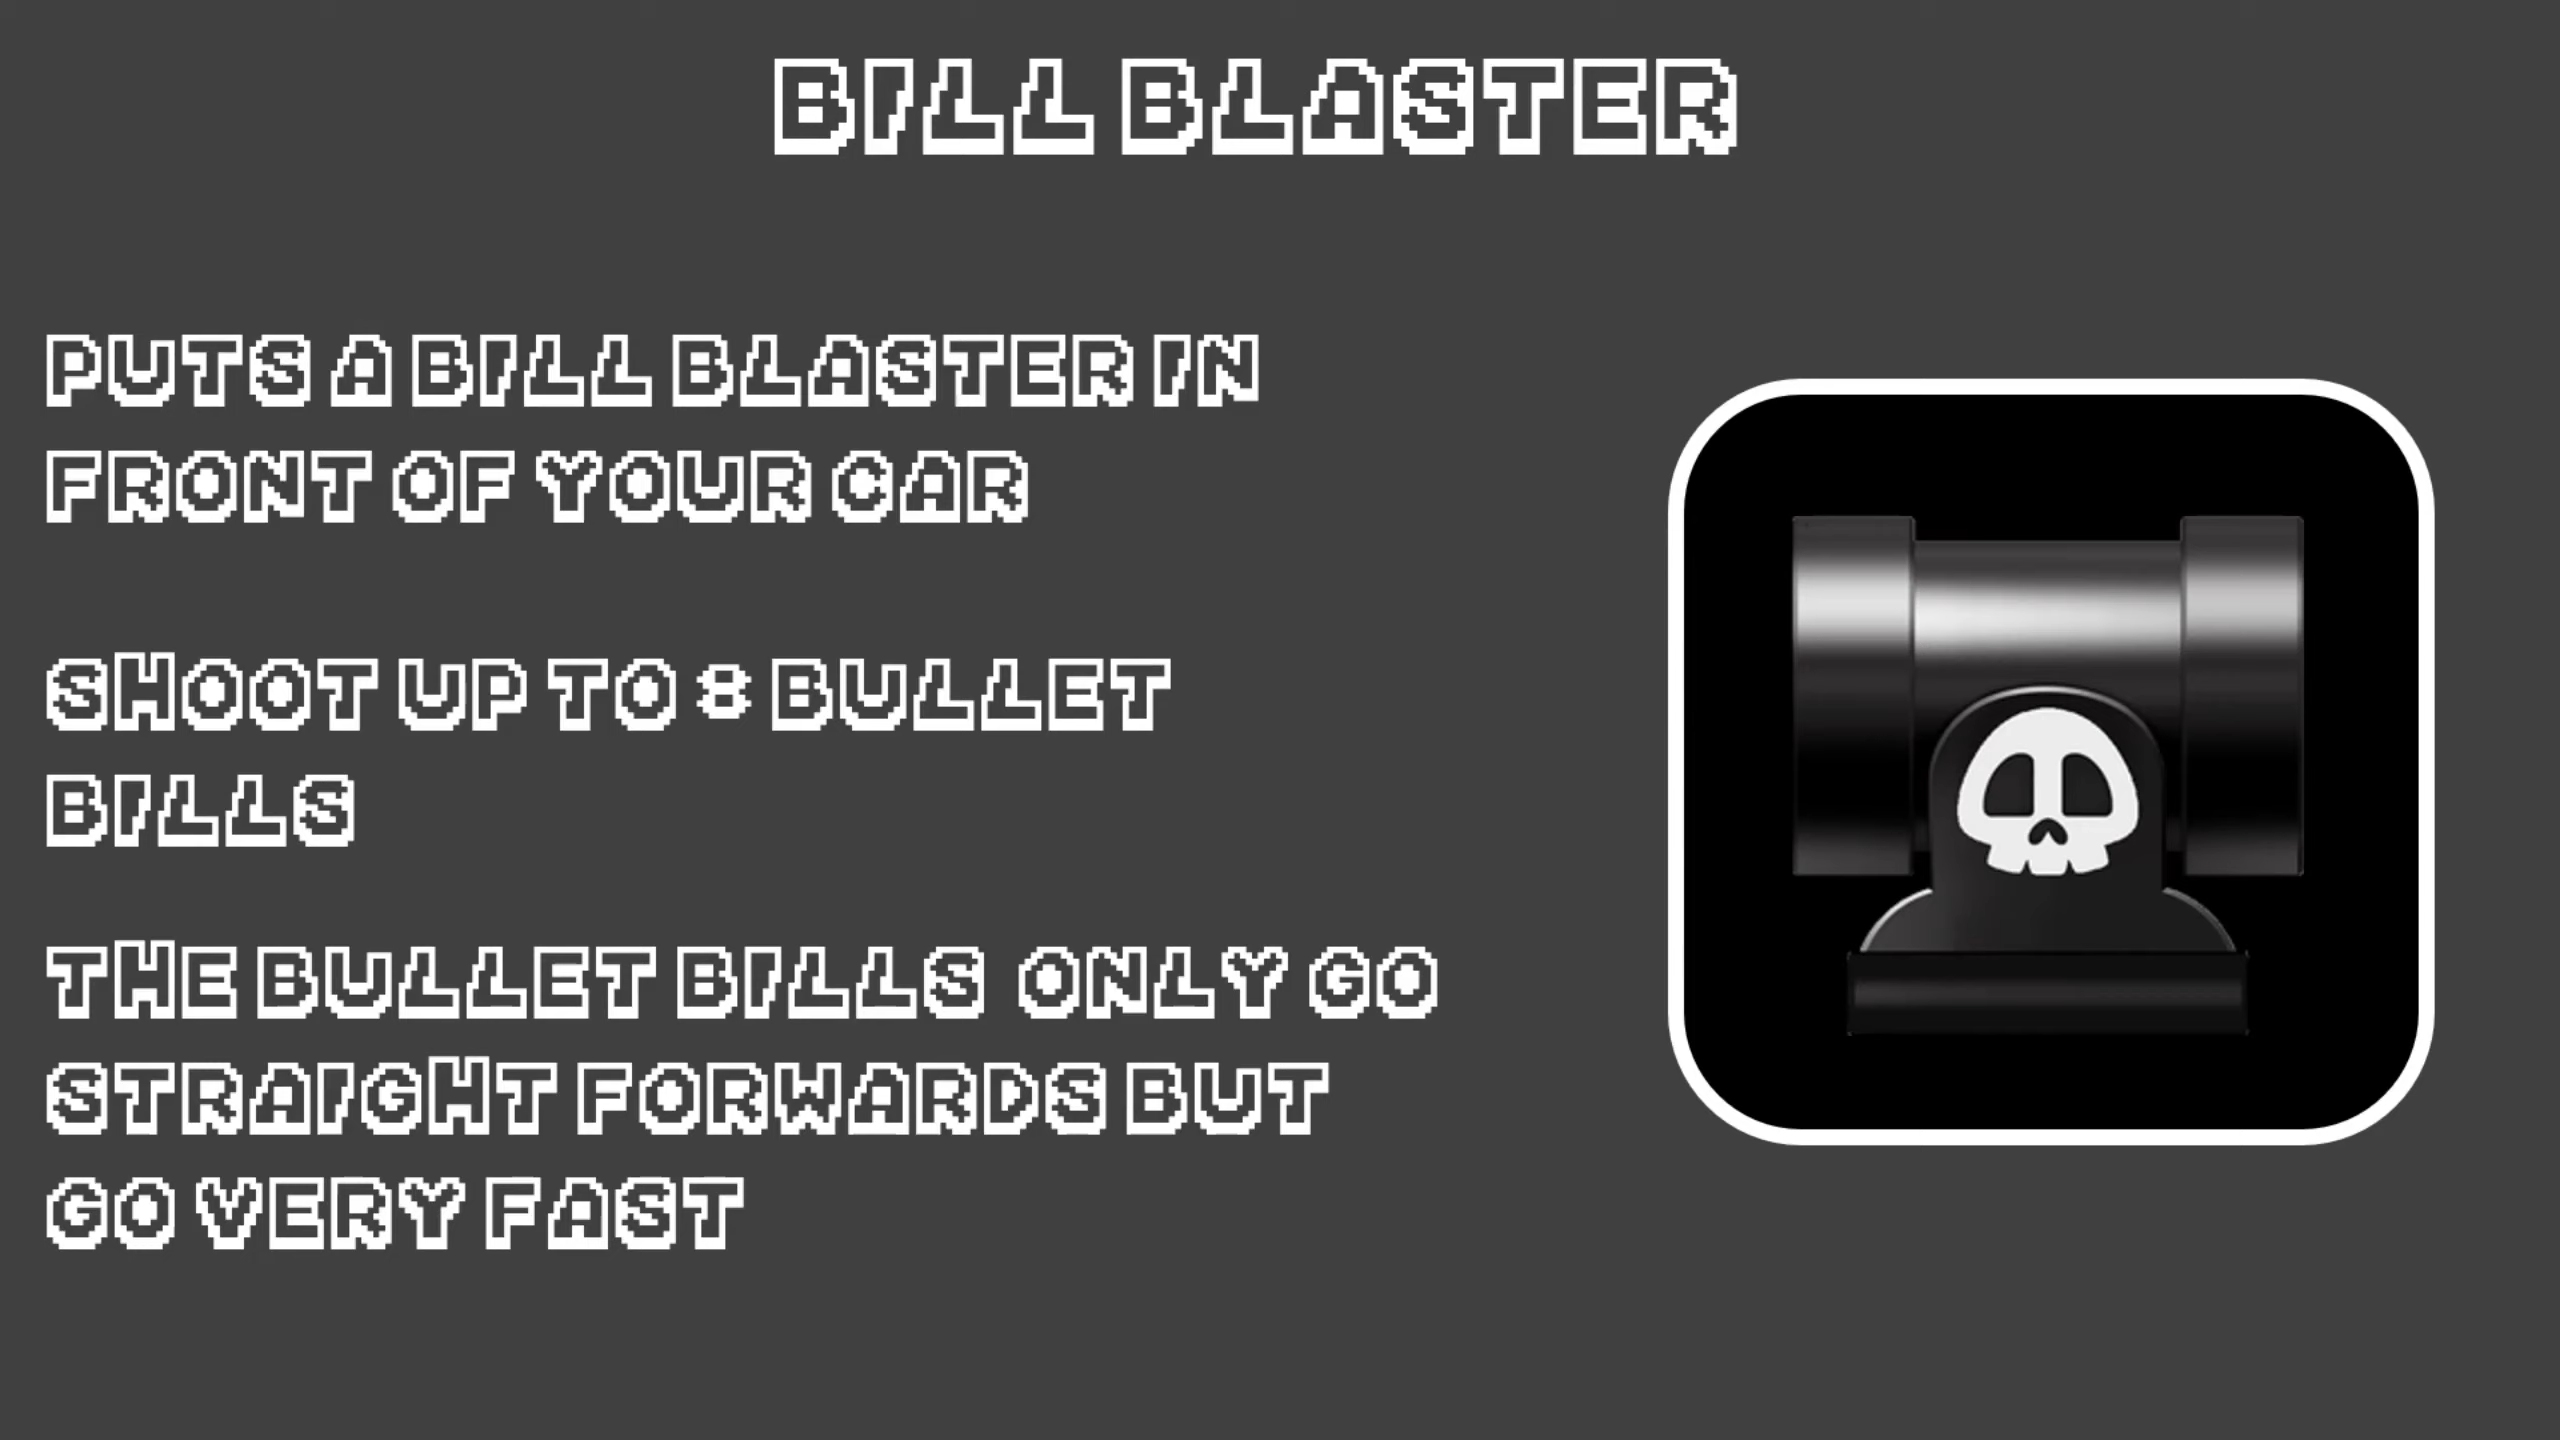 BILL BLASTER
PUTS A BILL BLASTER IN
FRONT OF YOUR CAR
SHOOT UP TO 8 BULLET
BILLS
THE BULLET BILLS ONLY GO
STRAIGHT FORWARDS BUT
GO VERY FAST